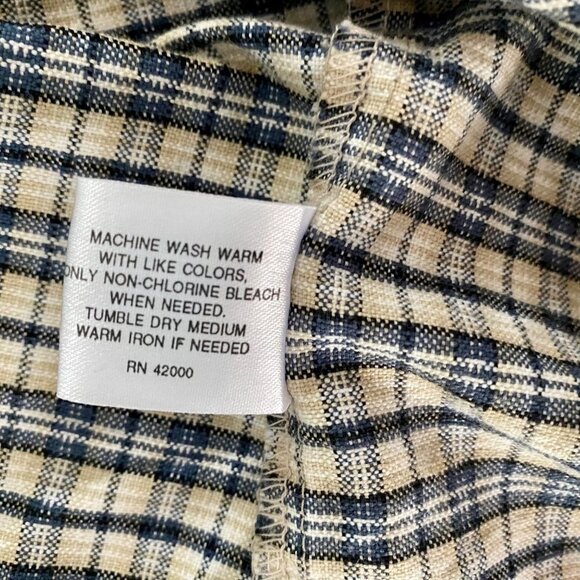 MACHINE WASH WARM
WITH LIKE COLORS,
ONLY NON-CHLORINE BLEACH
WHEN NEEDED.
TUMBLE DRY MEDIUM
WARM IRON IF NEEDED
RN 42000